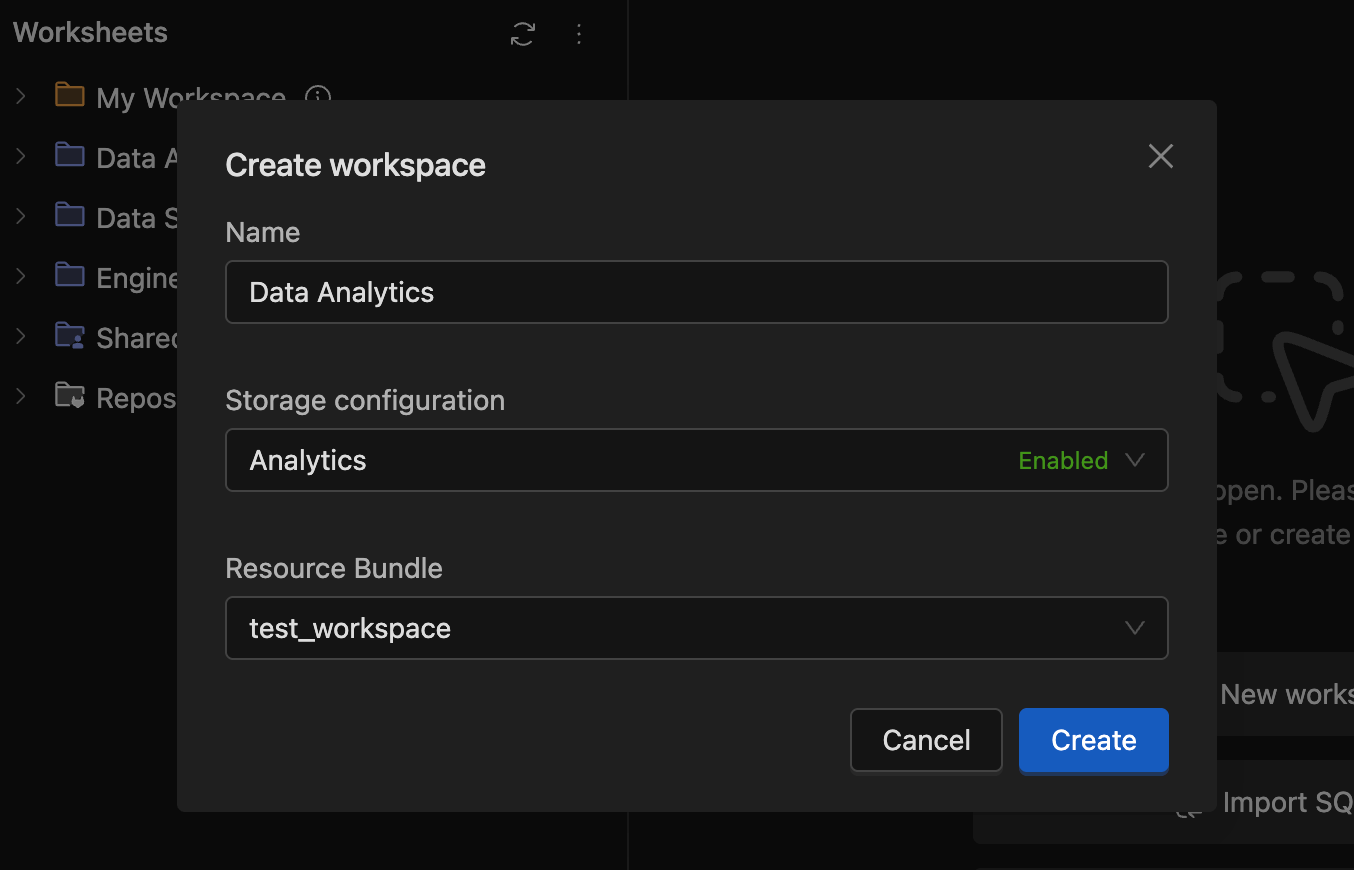 Worksheets
My Workspace
Data A
Data S
Engine
Shared
Repos
Create workspace
Name
Data Analytics
Storage configuration
Analytics Enabled
Resource Bundle
test_workspace
Cancel Create
open. Pleas
e or create
New works
Import SQ